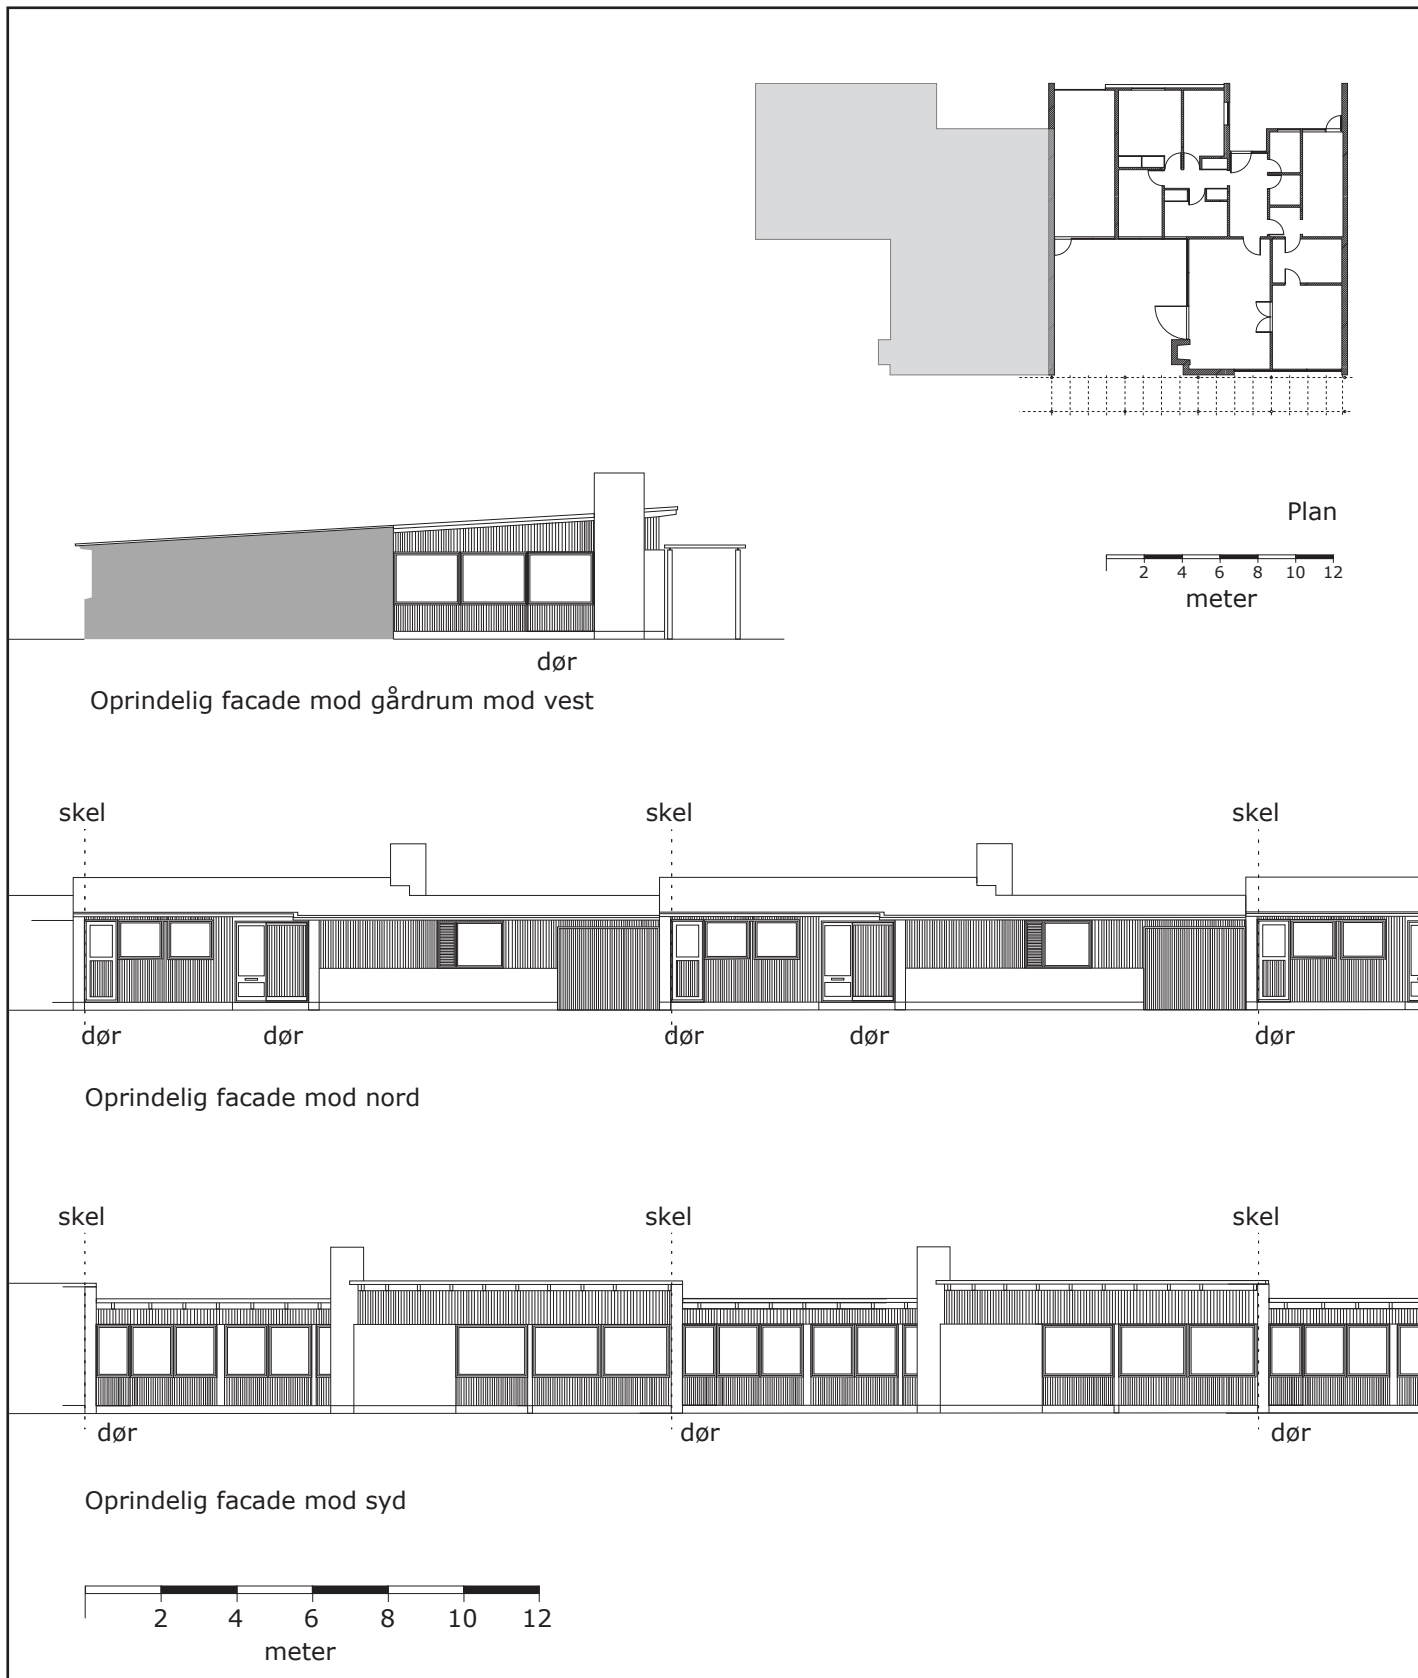 Plan
2 4 6 8 10 12
meter
dør
Oprindelig facade mod gårdrum mod vest
skel skel skel
dør dør dør dør dør
Oprindelig facade mod nord
skel skel skel
dør dør dør
Oprindelig facade mod syd
2 4 6 8 10 12
meter